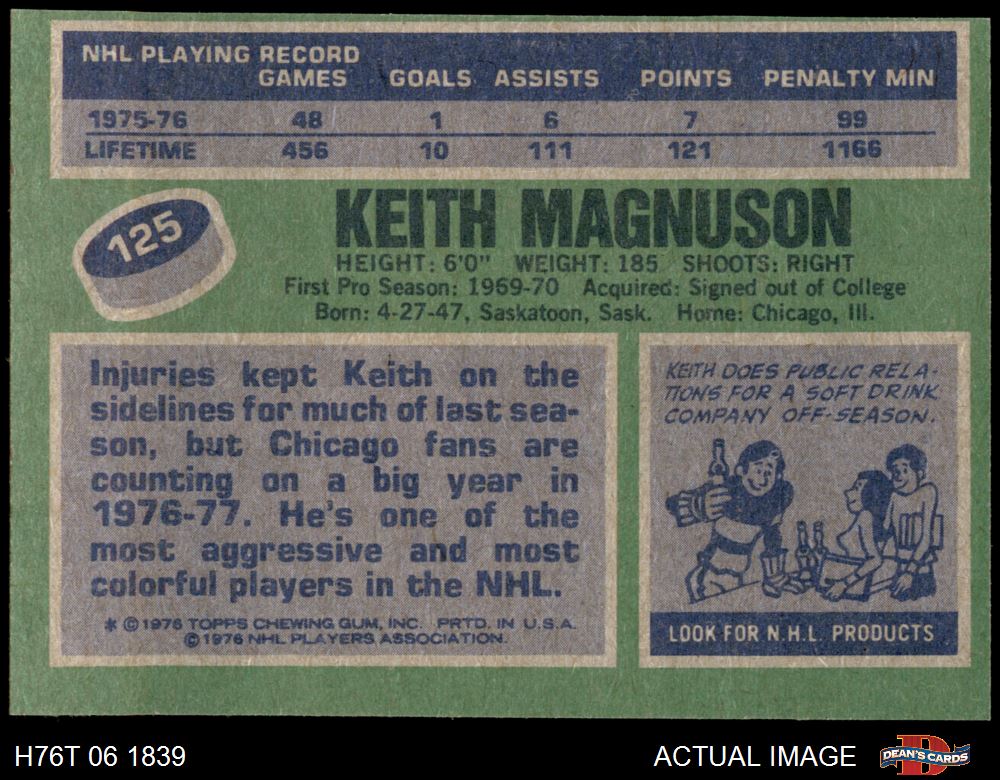 NHL PLAYING RECORD
GAMES GOALS ASSISTS POINTS PENALTY MIN
1975-76 48 1 6 7 99
LIFETIME 456 10 111 121 1166
125
KEITH MAGNUSON
HEIGHT: 6'0" WEIGHT: 185 SHOOTS: RIGHT
First Pro Season: 1969-70 Acquired: Signed out of College
Born: 4-27-47, Saskatoon, Sask. Home: Chicago, Ill.
Injuries kept Keith on the
sidelines for much of last sea-
son, but Chicago fans are
counting on a big year in
1976-77. He's one of the
most aggressive and most
colorful players in the NHL.
* © 1976 TOPPS CHEWING GUM, INC. PRTD. IN U.S.A.
© 1976 NHL PLAYERS ASSOCIATION.
KEITH DOES PUBLIC RELA-
TIONS FOR A SOFT DRINK
COMPANY OFF-SEASON.
LOOK FOR N.H.L. PRODUCTS
H76T 06 1839 ACTUAL IMAGE
D
DEAN'S CARDS